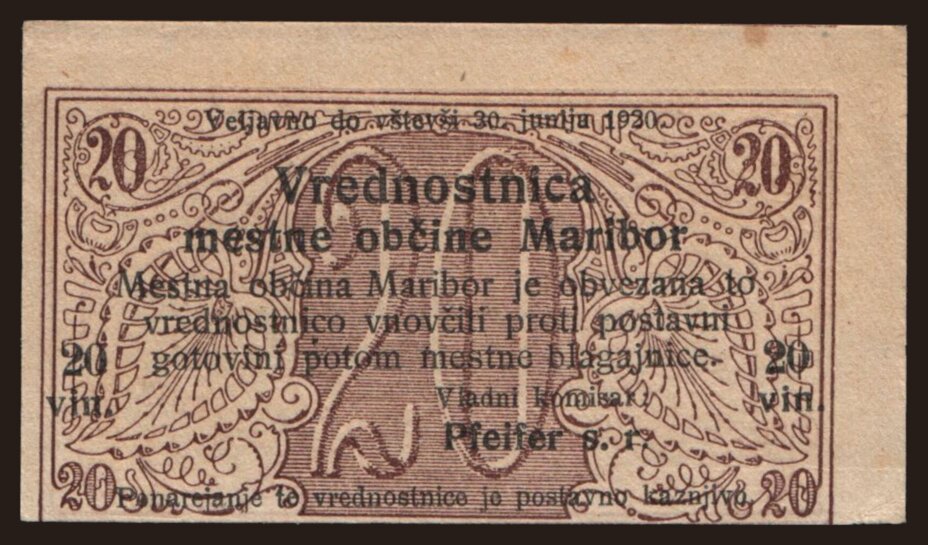 20 20
Veljavno do vštevši 30. junija 1920.
Vrednostnica
mestne občine Maribor
Mestna občina Maribor je obvezana to
vrednostnico vnovčiti proti postavni
gotovini potom mestne blagajnice.
20 vin. 20 vin.
20
Vladni komisar:
Pfeifer s. r.
20 20
Ponarejanje te vrednostnice je postavno kaznjivo.